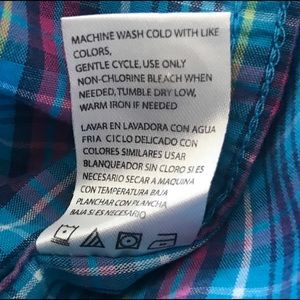 MACHINE WASH COLD WITH LIKE
COLORS,
GENTLE CYCLE, USE ONLY
NON-CHLORINE BLEACH WHEN
NEEDED, TUMBLE DRY LOW,
WARM IRON IF NEEDED
LAVAR EN LAVADORA CON AGUA
FRIA CICLO DELICADO CON
COLORES SIMILARES USAR
BLANQUEADOR SIN CLORO SI ES
NECESARIO SECAR A MAQUINA
CON TEMPERATURA BAJA
PLANCHAR CON PLANCHA
BAJA SI ES NECESARIO